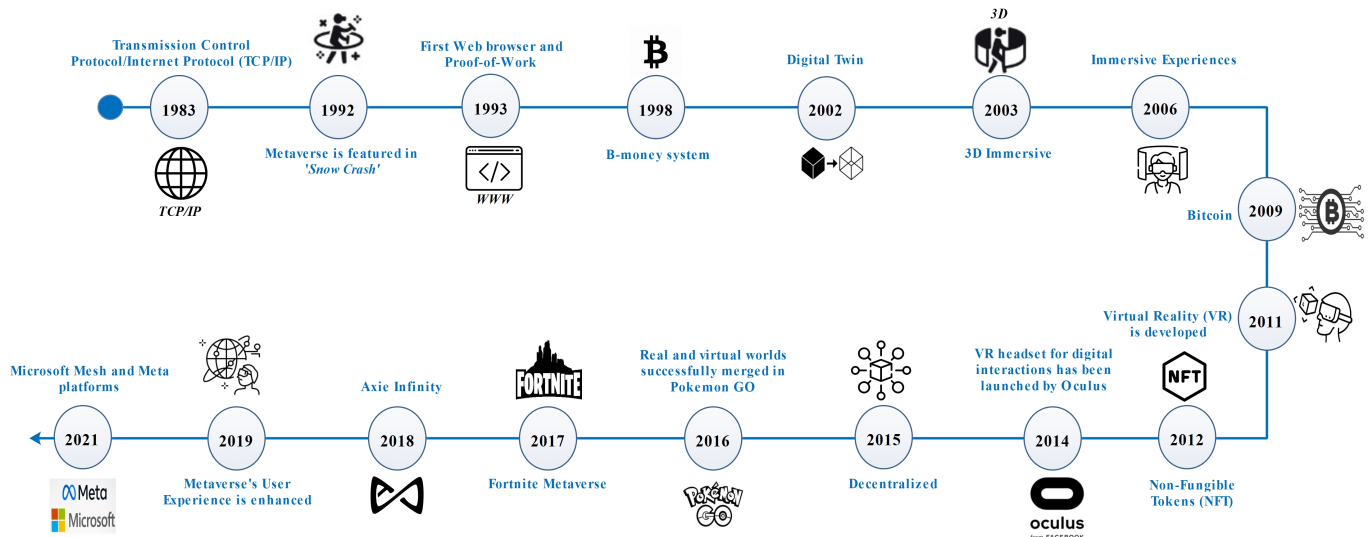 3D
Transmission Control
Protocol/Internet Protocol (TCP/IP)
First Web browser and
Proof-of-Work
Digital Twin
Immersive Experiences
1983
1992
1993
1998
2002
2003
2006
TCP/IP
Metaverse is featured in
'Snow Crash'
</>
WWW
B-money system
3D Immersive
Bitcoin
2009
Virtual Reality (VR)
is developed
2011
Microsoft Mesh and Meta
platforms
Axie Infinity
FORTNITE
Real and virtual worlds
successfully merged in
Pokemon GO
VR headset for digital
interactions has been
launched by Oculus
NFT
2021
2019
2018
2017
2016
2015
2014
2012
Meta
Microsoft
Metaverse's User
Experience is enhanced
Fortnite Metaverse
POKÉMON
GO
Decentralized
oculus
from FACEBOOK
Non-Fungible
Tokens (NFT)